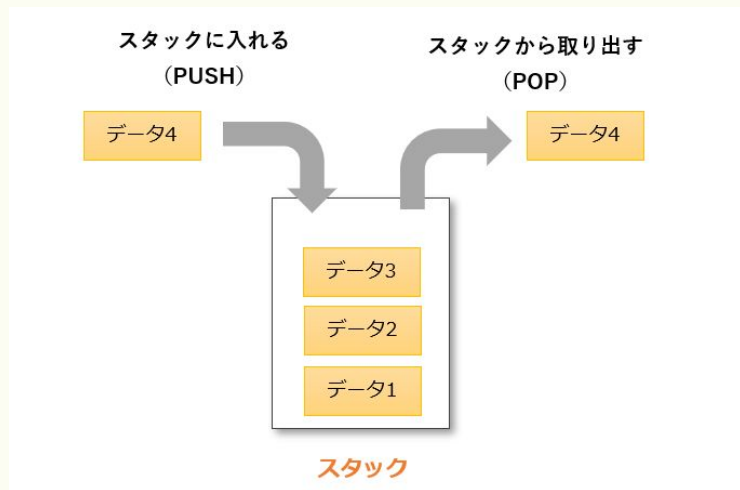 スタックに入れる
（PUSH）
スタックから取り出す
（POP）
データ4
データ4
データ3
データ2
データ1
スタック